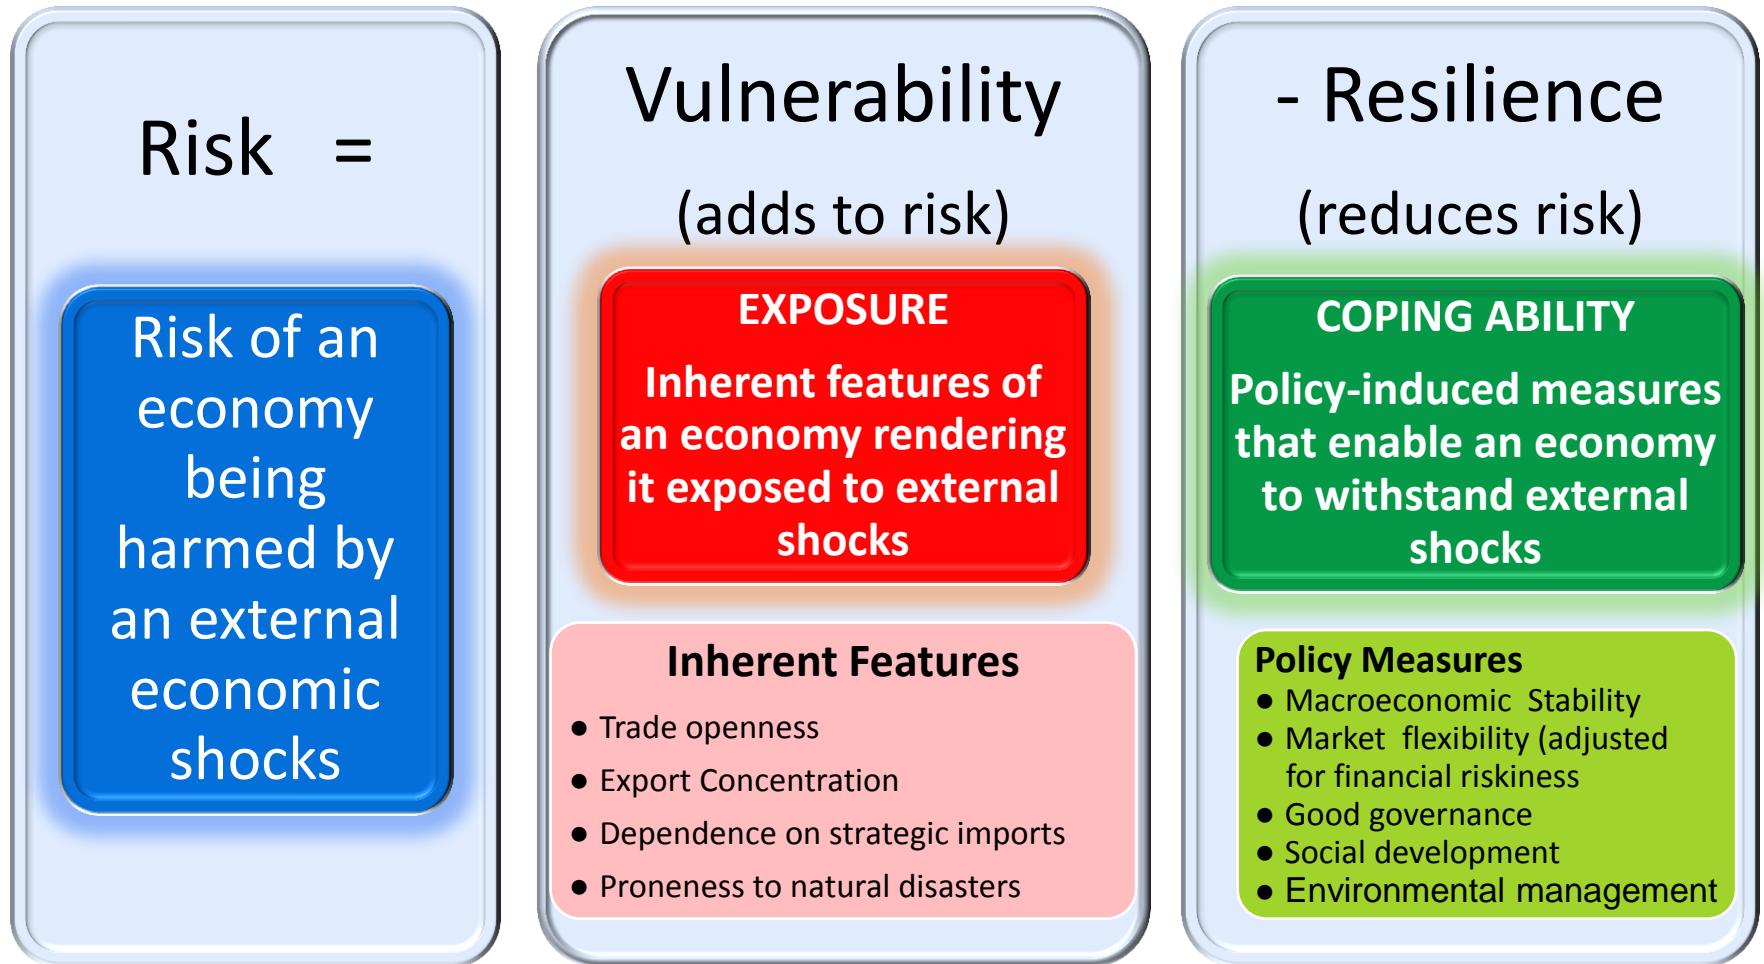 Risk =
Risk of an
economy
being
harmed by
an external
economic
shocks
Vulnerability
(adds to risk)
EXPOSURE
Inherent features of
an economy rendering
it exposed to external
shocks
Inherent Features
● Trade openness
● Export Concentration
● Dependence on strategic imports
● Proneness to natural disasters
- Resilience
(reduces risk)
COPING ABILITY
Policy-induced measures
that enable an economy
to withstand external
shocks
Policy Measures
● Macroeconomic Stability
● Market flexibility (adjusted
for financial riskiness
● Good governance
● Social development
● Environmental management